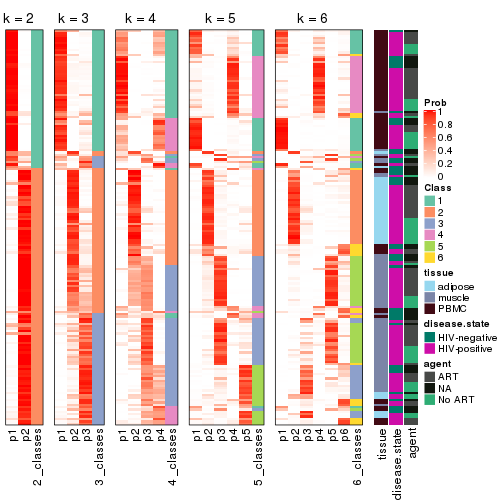 k = 2
k = 3
k = 4
k = 5
k = 6
p1
p2
2_classes
p1
p2
p3
3_classes
p1
p2
p3
p4
4_classes
p1
p2
p3
p4
p5
5_classes
p1
p2
p3
p4
p5
p6
6_classes
tissue
disease.state
agent
Prob
1
0.8
0.6
0.4
0.2
0
Class
1
2
3
4
5
6
tissue
adipose
muscle
PBMC
disease.state
HIV-negative
HIV-positive
agent
ART
NA
No ART